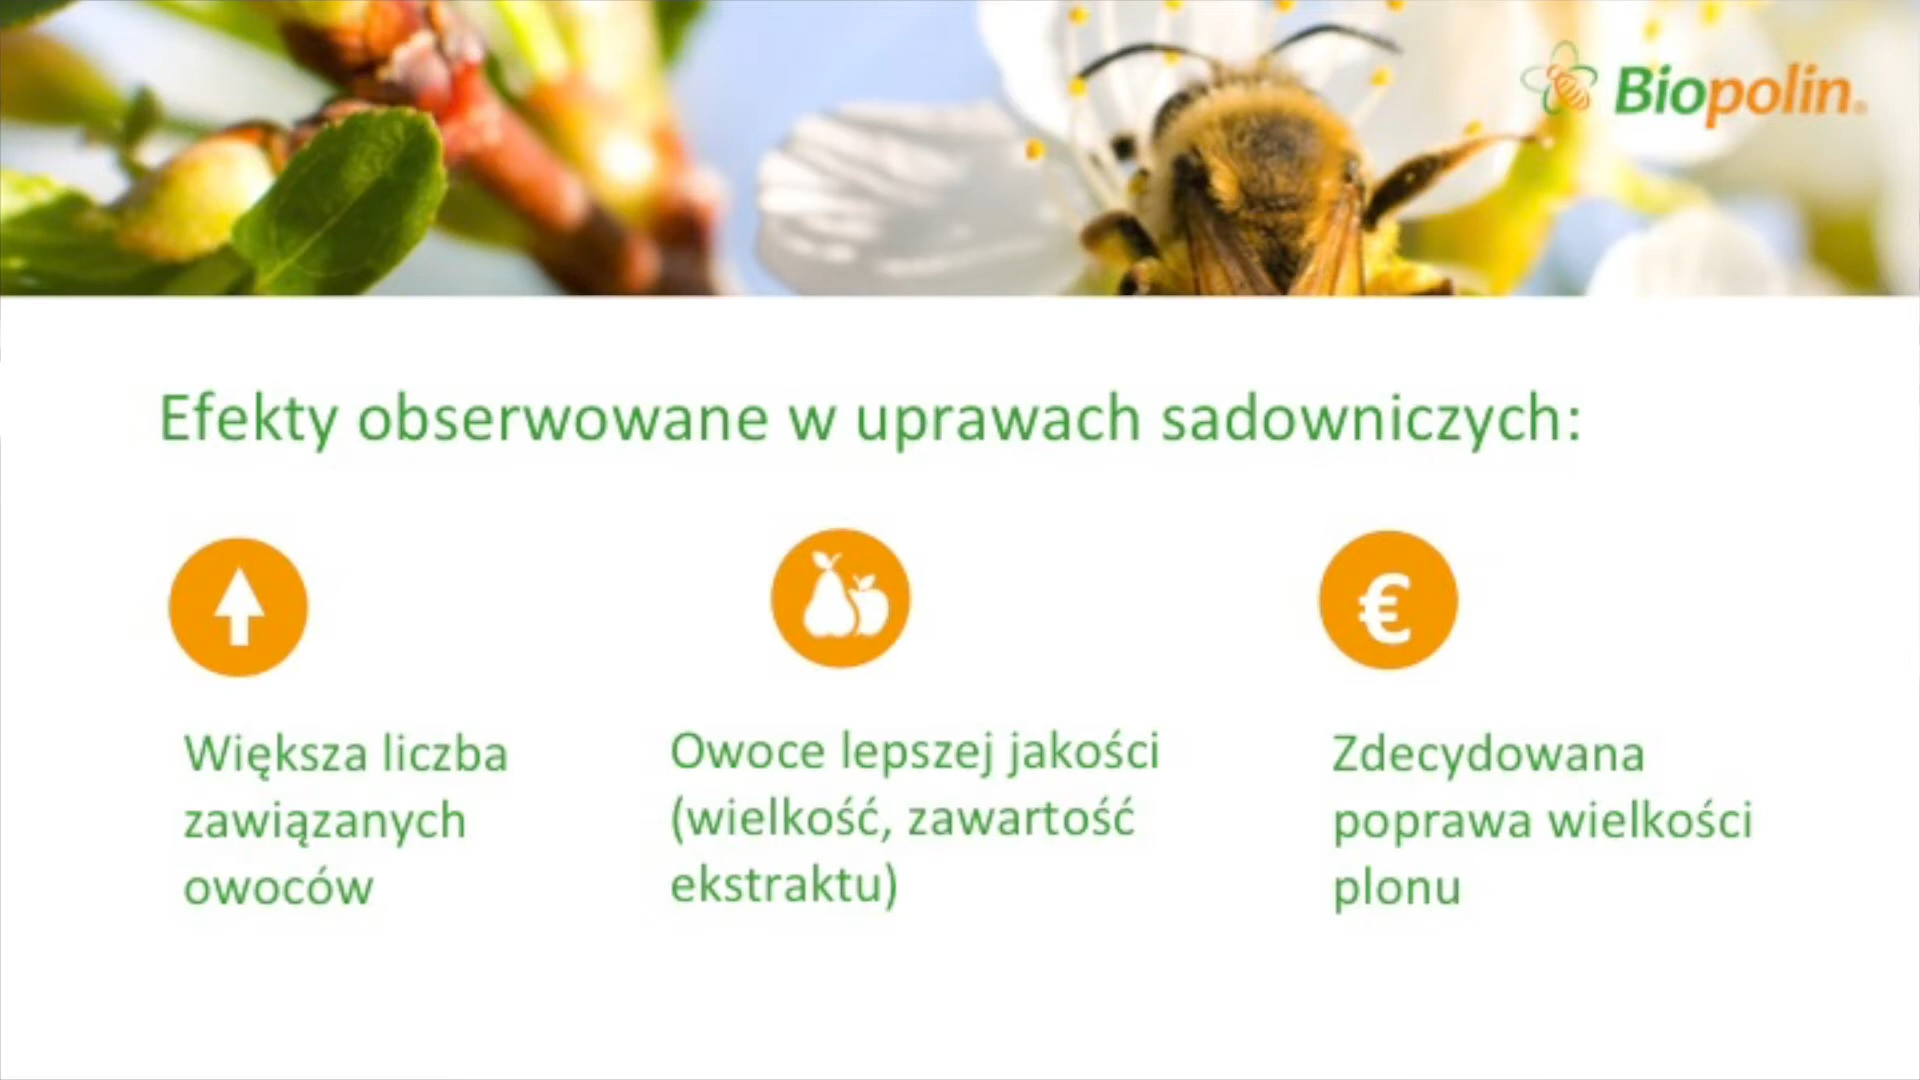 Biopolin
Efekty obserwowane w uprawach sadowniczych:
€
Większa liczba
zawiązanych
owoców
Owoce lepszej jakości
(wielkość, zawartość
ekstraktu)
Zdecydowana
poprawa wielkości
plonu